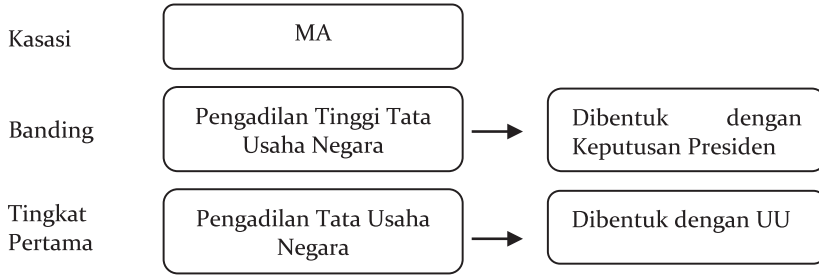 Kasasi
MA
Banding
Pengadilan Tinggi Tata
Usaha Negara
Dibentuk dengan
Keputusan Presiden
Tingkat
Pertama
Pengadilan Tata Usaha
Negara
Dibentuk dengan UU